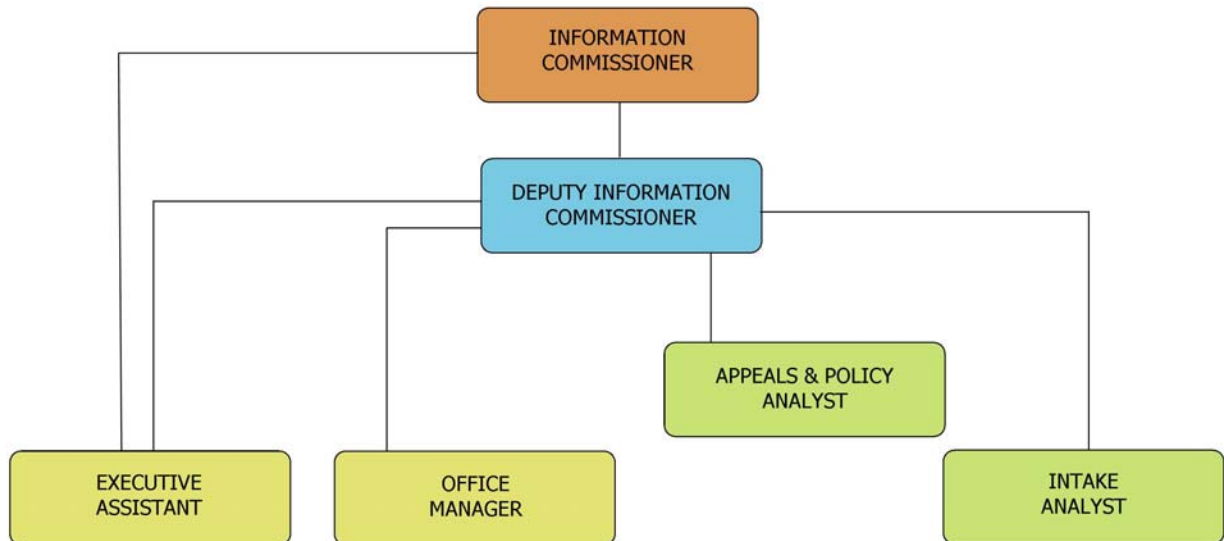 INFORMATION
COMMISSIONER
DEPUTY INFORMATION
COMMISSIONER
APPEALS & POLICY
ANALYST
EXECUTIVE
ASSISTANT
OFFICE
MANAGER
INTAKE
ANALYST